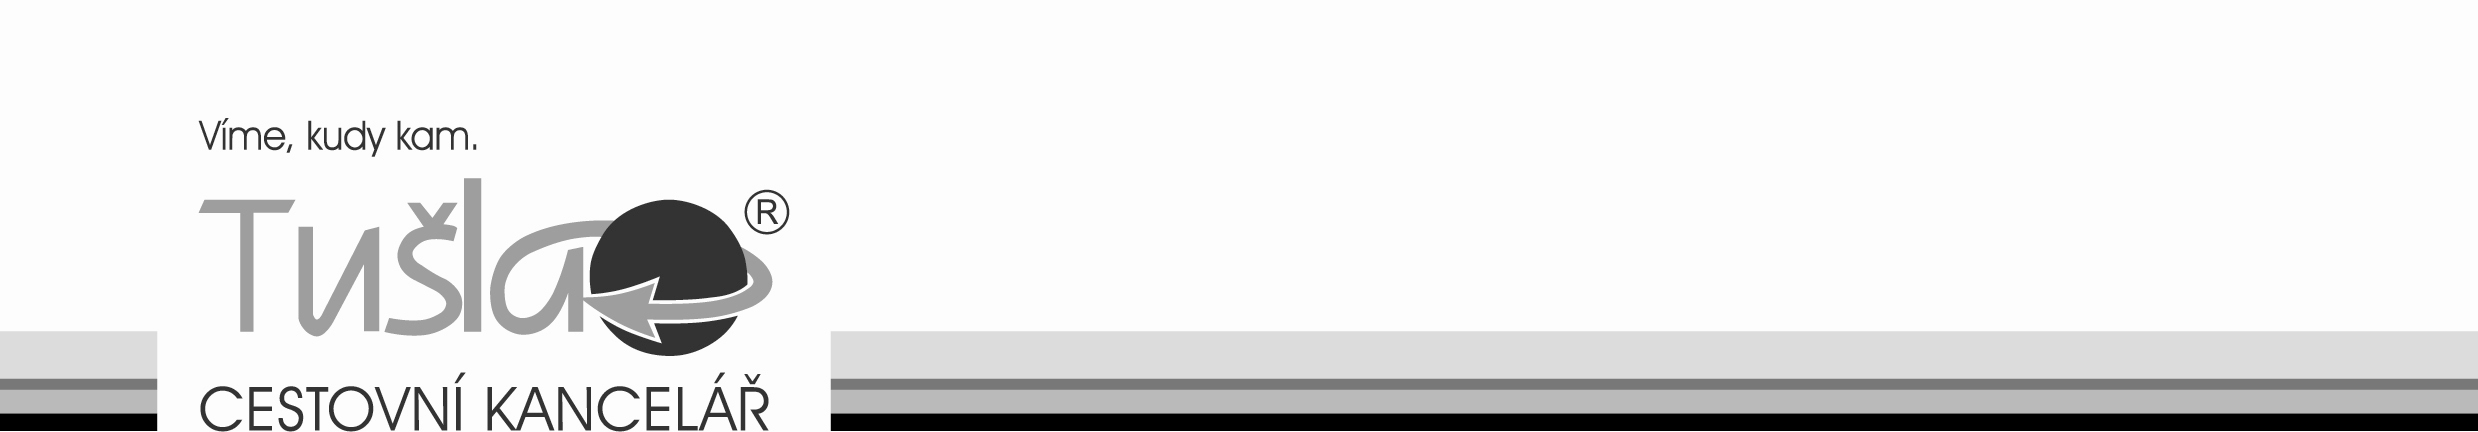 Víme, kudy kam.
Tušla ®
CESTOVNÍ KANCELÁŘ